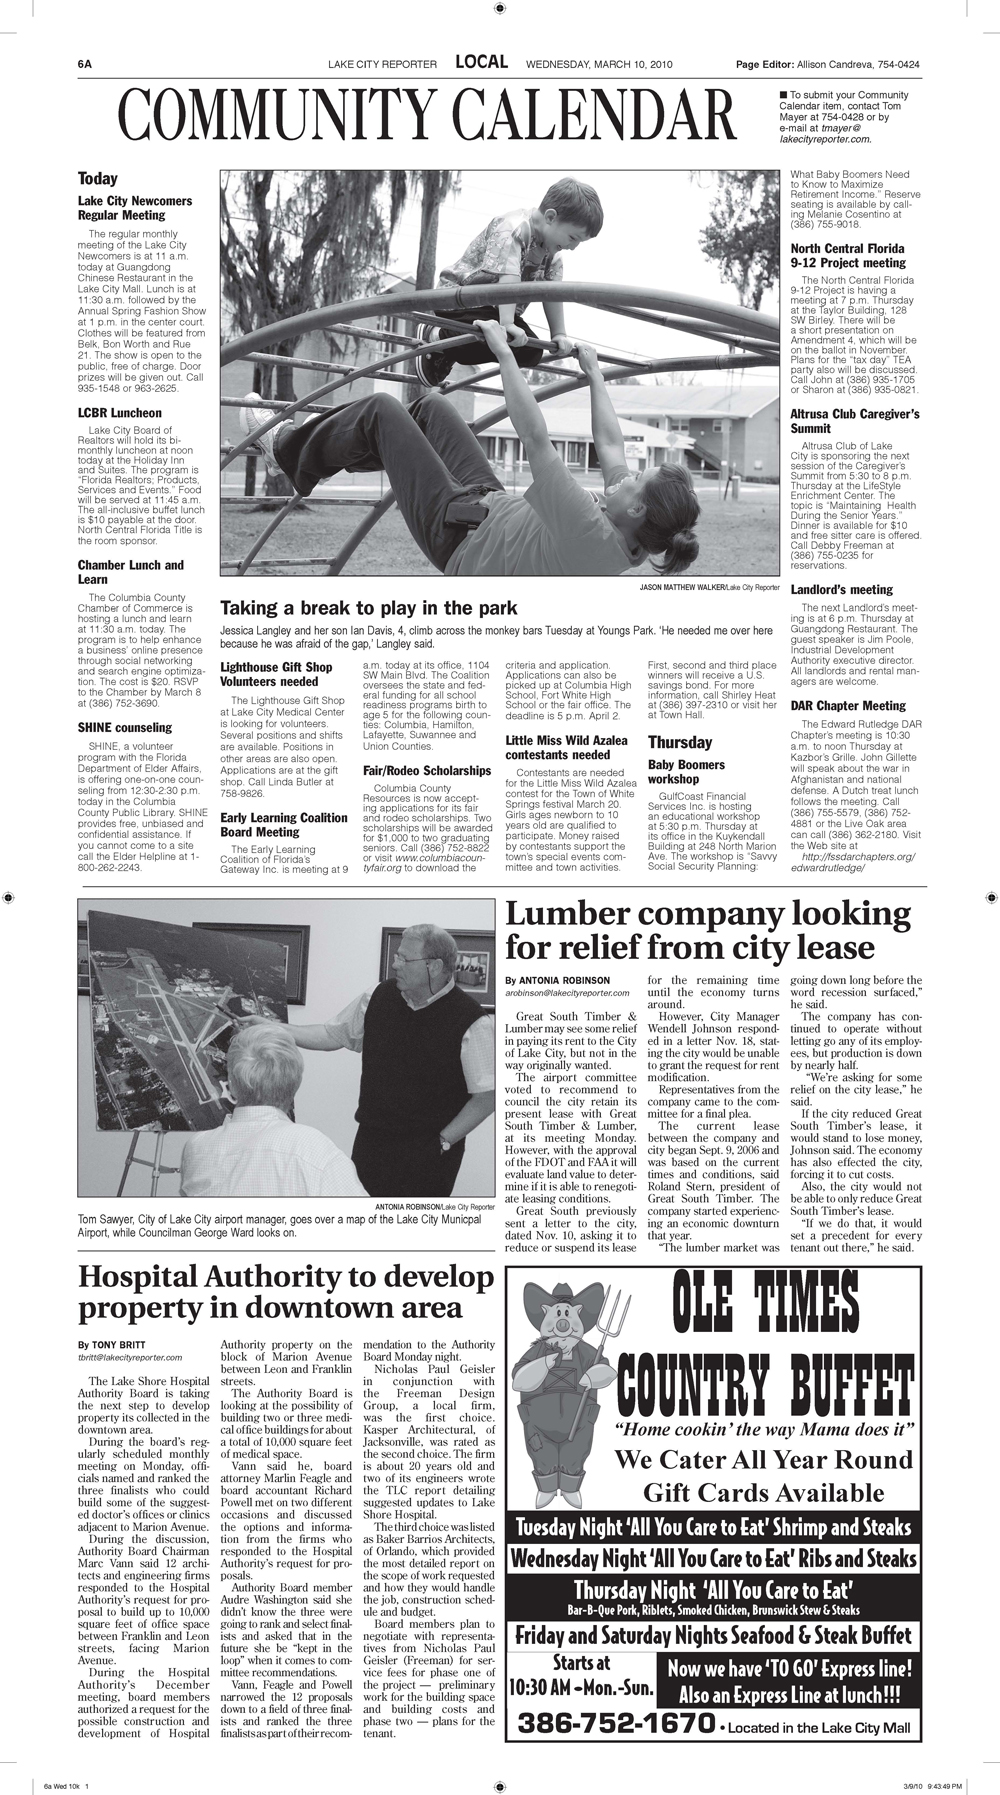 6A
LAKE CITY REPORTER
LOCAL
WEDNESDAY, MARCH 10, 2010
Page Editor: Allison Candreva, 754-0424
COMMUNITY CALENDAR
■ To submit your Community
Calendar item, contact Tom
Mayer at 754-0428 or by
e-mail at tmayer@
lakecityreporter.com.
Today
Lake City Newcomers
Regular Meeting
The regular monthly
meeting of the Lake City
Newcomers is at 11 a.m.
today at Guangdong
Chinese Restaurant in the
Lake City Mall. Lunch is at
11:30 a.m. followed by the
Annual Spring Fashion Show
at 1 p.m. in the center court.
Clothes will be featured from
Belk, Bon Worth and Rue
21. The show is open to the
public, free of charge. Door
prizes will be given out. Call
935-1548 or 963-2625.
LCBR Luncheon
Lake City Board of
Realtors will hold its bi-
monthly luncheon at noon
today at the Holiday Inn
and Suites. The program is
“Florida Realtors; Products,
Services and Events.” Food
will be served at 11:45 a.m.
The all-inclusive buffet lunch
is $10 payable at the door.
North Central Florida Title is
the room sponsor.
Chamber Lunch and
Learn
The Columbia County
Chamber of Commerce is
hosting a lunch and learn
at 11:30 a.m. today. The
program is to help enhance
a business’ online presence
through social networking
and search engine optimiza-
tion. The cost is $20. RSVP
to the Chamber by March 8
at (386) 752-3690.
SHINE counseling
SHINE, a volunteer
program with the Florida
Department of Elder Affairs,
is offering one-on-one coun-
seling from 12:30-2:30 p.m.
today in the Columbia
County Public Library. SHINE
provides free, unbiased and
confidential assistance. If
you cannot come to a site
call the Elder Helpline at 1-
800-262-2243.
JASON MATTHEW WALKER/Lake City Reporter
Taking a break to play in the park
Jessica Langley and her son Ian Davis, 4, climb across the monkey bars Tuesday at Youngs Park. ‘He needed me over here
because he was afraid of the gap,’ Langley said.
Lighthouse Gift Shop
Volunteers needed
The Lighthouse Gift Shop
at Lake City Medical Center
is looking for volunteers.
Several positions and shifts
are available. Positions in
other areas are also open.
Applications are at the gift
shop. Call Linda Butler at
758-9826.
Early Learning Coalition
Board Meeting
The Early Learning
Coalition of Florida’s
Gateway Inc. is meeting at 9
a.m. today at its office, 1104
SW Main Blvd. The Coalition
oversees the state and fed-
eral funding for all school
readiness programs birth to
age 5 for the following coun-
ties: Columbia, Hamilton,
Lafayette, Suwannee and
Union Counties.
Fair/Rodeo Scholarships
Columbia County
Resources is now accept-
ing applications for its fair
and rodeo scholarships. Two
scholarships will be awarded
for $1,000 to two graduating
seniors. Call (386) 752-8822
or visit www.columbiacoun-
tyfair.org to download the
criteria and application.
Applications can also be
picked up at Columbia High
School, Fort White High
School or the fair office. The
deadline is 5 p.m. April 2.
Little Miss Wild Azalea
contestants needed
Contestants are needed
for the Little Miss Wild Azalea
contest for the Town of White
Springs festival March 20.
Girls ages newborn to 10
years old are qualified to
participate. Money raised
by contestants support the
town’s special events com-
mittee and town activities.
First, second and third place
winners will receive a U.S.
savings bond. For more
information, call Shirley Heat
at (386) 397-2310 or visit her
at Town Hall.
Thursday
Baby Boomers
workshop
GulfCoast Financial
Services Inc. is hosting
an educational workshop
at 5:30 p.m. Thursday at
its office in the Kuykendall
Building at 248 North Marion
Ave. The workshop is “Savvy
Social Security Planning:
What Baby Boomers Need
to Know to Maximize
Retirement Income.” Reserve
seating is available by call-
ing Melanie Cosentino at
(386) 755-9018.
North Central Florida
9-12 Project meeting
The North Central Florida
9-12 Project is having a
meeting at 7 p.m. Thursday
at the Taylor Building, 128
SW Birley. There will be
a short presentation on
Amendment 4, which will be
on the ballot in November.
Plans for the “tax day” TEA
party also will be discussed.
Call John at (386) 935-1705
or Sharon at (386) 935-0821.
Altrusa Club Caregiver’s
Summit
Altrusa Club of Lake
City is sponsoring the next
session of the Caregiver’s
Summit from 5:30 to 8 p.m.
Thursday at the LifeStyle
Enrichment Center. The
topic is “Maintaining Health
During the Senior Years.”
Dinner is available for $10
and free sitter care is offered.
Call Debby Freeman at
(386) 755-0235 for
reservations.
Landlord’s meeting
The next Landlord’s meet-
ing is at 6 p.m. Thursday at
Guangdong Restaurant. The
guest speaker is Jim Poole,
Industrial Development
Authority executive director.
All landlords and rental man-
agers are welcome.
DAR Chapter Meeting
The Edward Rutledge DAR
Chapter’s meeting is 10:30
a.m. to noon Thursday at
Kazbor’s Grille. John Gillette
will speak about the war in
Afghanistan and national
defense. A Dutch treat lunch
follows the meeting. Call
(386) 755-5579, (386) 752-
4881 or the Live Oak area
can call (386) 362-2180. Visit
the Web site at
http://fssdarchapters.org/
edwardrutledge/
ANTONIA ROBINSON/Lake City Reporter
Tom Sawyer, City of Lake City airport manager, goes over a map of the Lake City Municpal
Airport, while Councilman George Ward looks on.
Lumber company looking
for relief from city lease
By ANTONIA ROBINSON
arobinson@lakecityreporter.com
Great South Timber &
Lumber may see some relief
in paying its rent to the City
of Lake City, but not in the
way originally wanted.
The airport committee
voted to recommend to
council the city retain its
present lease with Great
South Timber & Lumber,
at its meeting Monday.
However, with the approval
of the FDOT and FAA it will
evaluate land value to deter-
mine if it is able to renegoti-
ate leasing conditions.
Great South previously
sent a letter to the city,
dated Nov. 10, asking it to
reduce or suspend its lease
for the remaining time
until the economy turns
around.
However, City Manager
Wendell Johnson respond-
ed in a letter Nov. 18, stat-
ing the city would be unable
to grant the request for rent
modification.
Representatives from the
company came to the com-
mittee for a final plea.
The current lease
between the company and
city began Sept. 9, 2006 and
was based on the current
times and conditions, said
Roland Stern, president of
Great South Timber. The
company started experienc-
ing an economic downturn
that year.
“The lumber market was
going down long before the
word recession surfaced,”
he said.
The company has con-
tinued to operate without
letting go any of its employ-
ees, but production is down
by nearly half.
“We’re asking for some
relief on the city lease,” he
said.
If the city reduced Great
South Timber’s lease, it
would stand to lose money,
Johnson said. The economy
has also effected the city,
forcing it to cut costs.
Also, the city would not
be able to only reduce Great
South Timber’s lease.
“If we do that, it would
set a precedent for every
tenant out there,” he said.
Hospital Authority to develop
property in downtown area
By TONY BRITT
tbritt@lakecityreporter.com
The Lake Shore Hospital
Authority Board is taking
the next step to develop
property its collected in the
downtown area.
During the board’s reg-
ularly scheduled monthly
meeting on Monday, offi-
cials named and ranked the
three finalists who could
build some of the suggest-
ed doctor’s offices or clinics
adjacent to Marion Avenue.
During the discussion,
Authority Board Chairman
Marc Vann said 12 archi-
tects and engineering firms
responded to the Hospital
Authority’s request for pro-
posal to build up to 10,000
square feet of office space
between Franklin and Leon
streets, facing Marion
Avenue.
During the Hospital
Authority’s December
meeting, board members
authorized a request for the
possible construction and
development of Hospital
Authority property on the
block of Marion Avenue
between Leon and Franklin
streets.
The Authority Board is
looking at the possibility of
building two or three medi-
cal office buildings for about
a total of 10,000 square feet
of medical space.
Vann said he, board
attorney Marlin Feagle and
board accountant Richard
Powell met on two different
occasions and discussed
the options and informa-
tion from the firms who
responded to the Hospital
Authority’s request for pro-
posals.
Authority Board member
Audre Washington said she
didn’t know the three were
going to rank and select final-
ists and asked that in the
future she be “kept in the
loop” when it comes to com-
mittee recommendations.
Vann, Feagle and Powell
narrowed the 12 proposals
down to a field of three final-
ists and ranked the three
finalists as part of their recom-
mendation to the Authority
Board Monday night.
Nicholas Paul Geisler
in conjunction with
the Freeman Design
Group, a local firm,
was the first choice.
Kasper Architectural, of
Jacksonville, was rated as
the second choice. The firm
is about 20 years old and
two of its engineers wrote
the TLC report detailing
suggested updates to Lake
Shore Hospital.
The third choice was listed
as Baker Barrios Architects,
of Orlando, which provided
the most detailed report on
the scope of work requested
and how they would handle
the job, construction sched-
ule and budget.
Board members plan to
negotiate with representa-
tives from Nicholas Paul
Geisler (Freeman) for ser-
vice fees for phase one of
the project — preliminary
work for the building space
and building costs and
phase two — plans for the
tenant.
OLE TIMES
COUNTRY BUFFET
“Home cookin’ the way Mama does it”
We Cater All Year Round
Gift Cards Available
Tuesday Night ‘All You Care to Eat’ Shrimp and Steaks
Wednesday Night ‘All You Care to Eat’ Ribs and Steaks
Thursday Night ‘All You Care to Eat’
Bar-B-Que Pork, Riblets, Smoked Chicken, Brunswick Stew & Steaks
Friday and Saturday Nights Seafood & Steak Buffet
Starts at
10:30 AM •Mon.-Sun.
Now we have ‘TO GO’ Express line!
Also an Express Line at lunch!!!
386-752-1670 • Located in the Lake City Mall
6a Wed 10k 1
3/9/10 9:43:49 PM